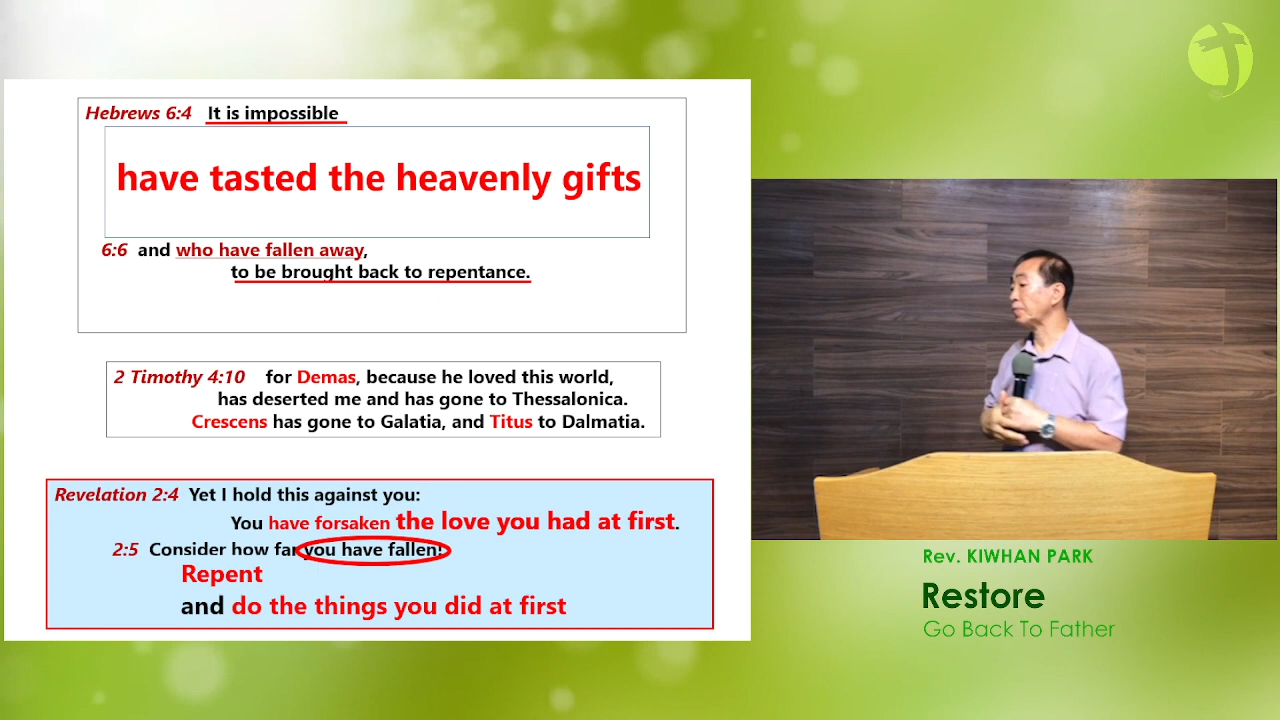 Hebrews 6:4 It is impossible
have tasted the heavenly gifts
6:6 and who have fallen away,
to be brought back to repentance.
2 Timothy 4:10 for Demas, because he loved this world,
has deserted me and has gone to Thessalonica.
Crescens has gone to Galatia, and Titus to Dalmatia.
Revelation 2:4 Yet I hold this against you:
You have forsaken the love you had at first.
2:5 Consider how far you have fallen!
Repent
and do the things you did at first
Rev. KIWHAN PARK
Restore
Go Back To Father